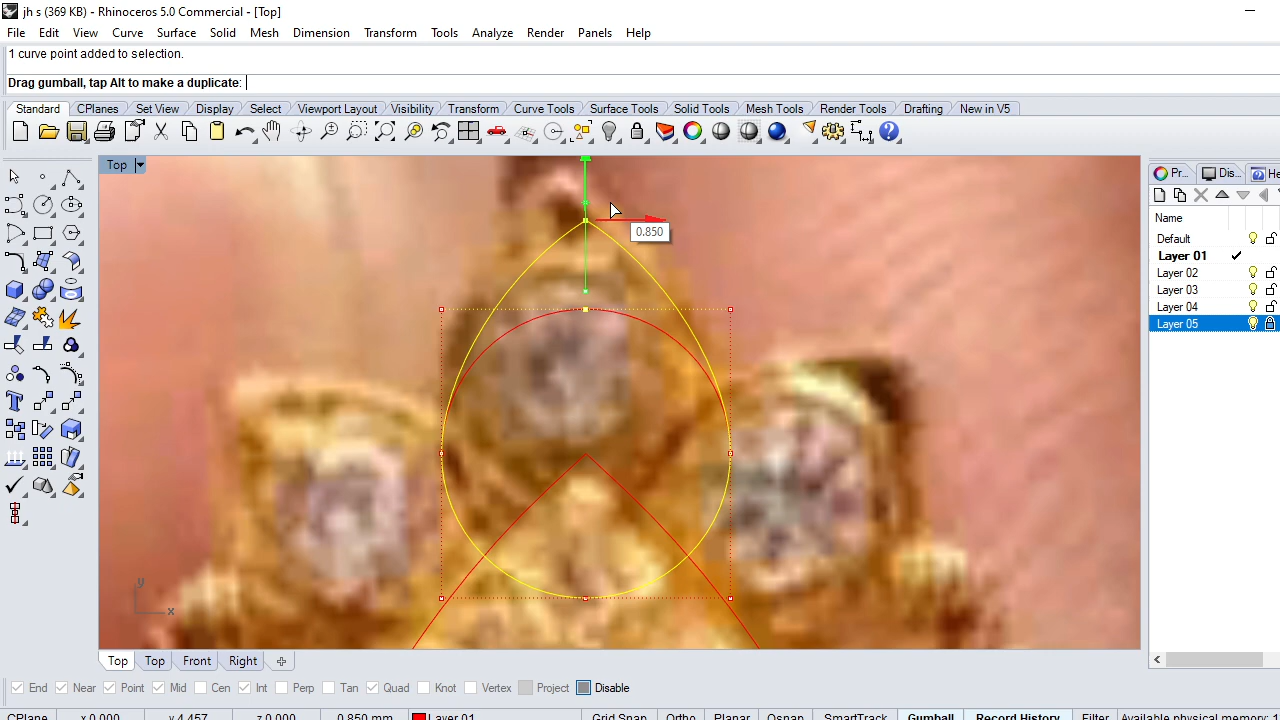 jh s (369 KB) - Rhinoceros 5.0 Commercial - [Top]
File Edit View Curve Surface Solid Mesh Dimension Transform Tools Analyze Render Panels Help
1 curve point added to selection.
Drag gumball, tap Alt to make a duplicate:
Standard CPlanes Set View Display Select Viewport Layout Visibility Transform Curve Tools Surface Tools Solid Tools Mesh Tools Render Tools Drafting New in V5
Top
Pr... Dis... He
Name
Default
Layer 01
Layer 02
Layer 03
Layer 04
Layer 05
0.850
y
x
Top Top Front Right
End Near Point Mid Cen Int Perp Tan Quad Knot Vertex Project Disable
CPlane x 0.000 y 4.457 z 0.000 0.850 mm Layer 01 Grid Snap Ortho Planar Osnap SmartTrack Gumball Record History Filter Available physical memory: